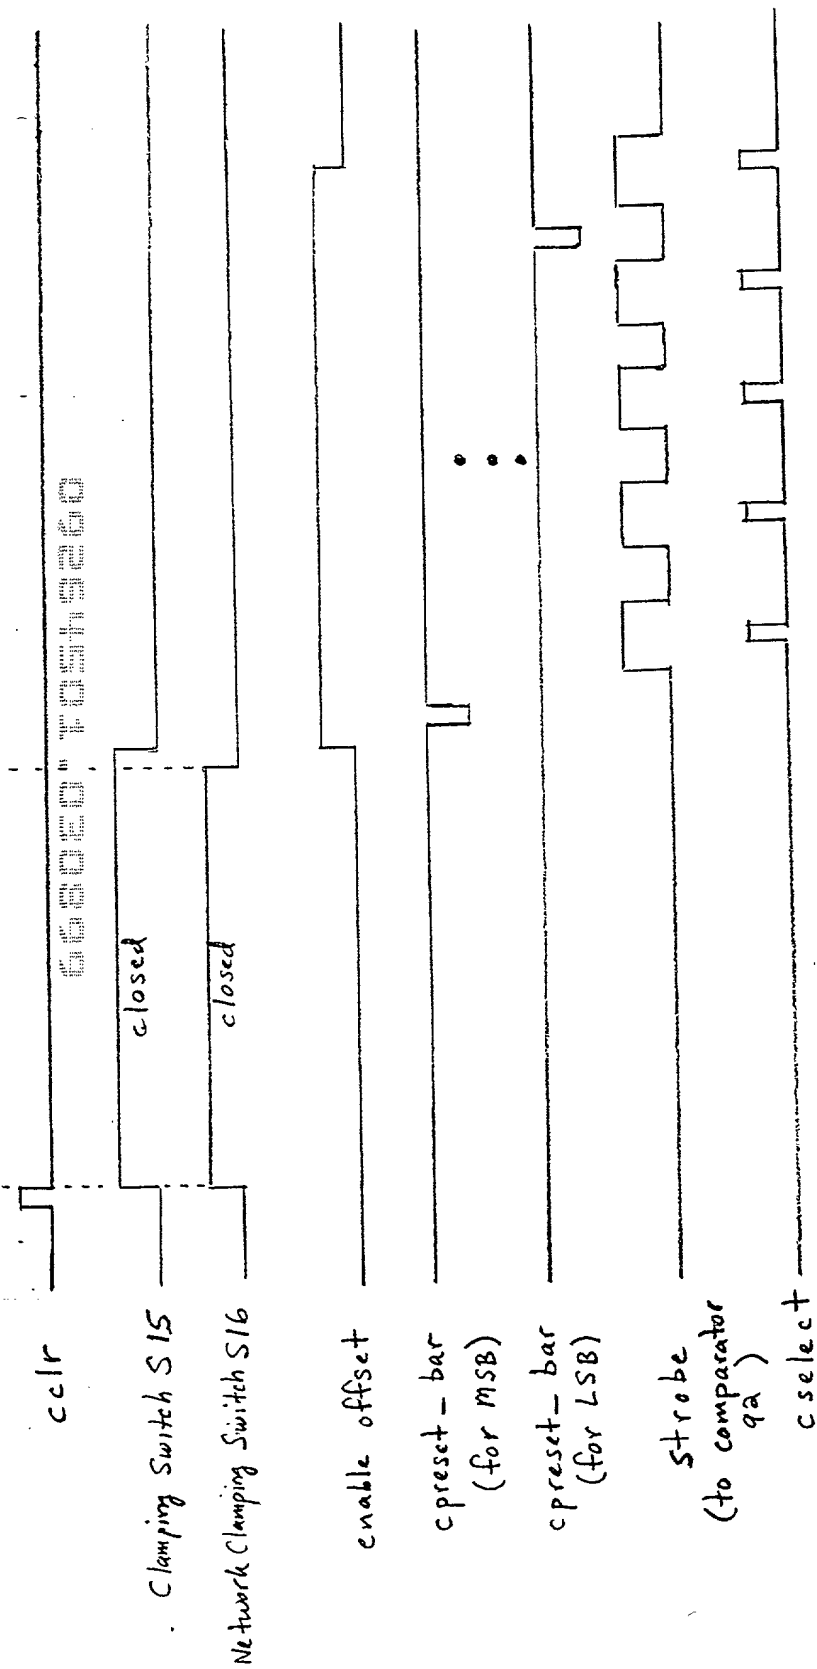 cclr
Clamping Switch S15
closed
Network Clamping Switch S16
closed
enable offset
cpreset_bar
(for MSB)
cpreset_bar
(for LSB)
strobe
(to comparator
92)
cselect